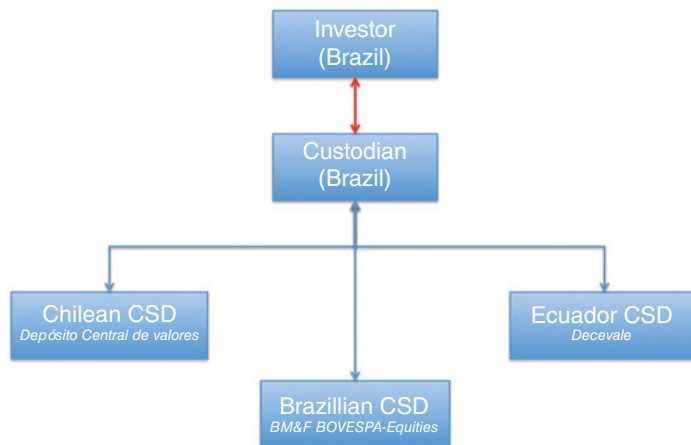 Investor
(Brazil)
Custodian
(Brazil)
Chilean CSD
Depósito Central de valores
Ecuador CSD
Decevale
Brazillian CSD
BM&F BOVESPA-Equities